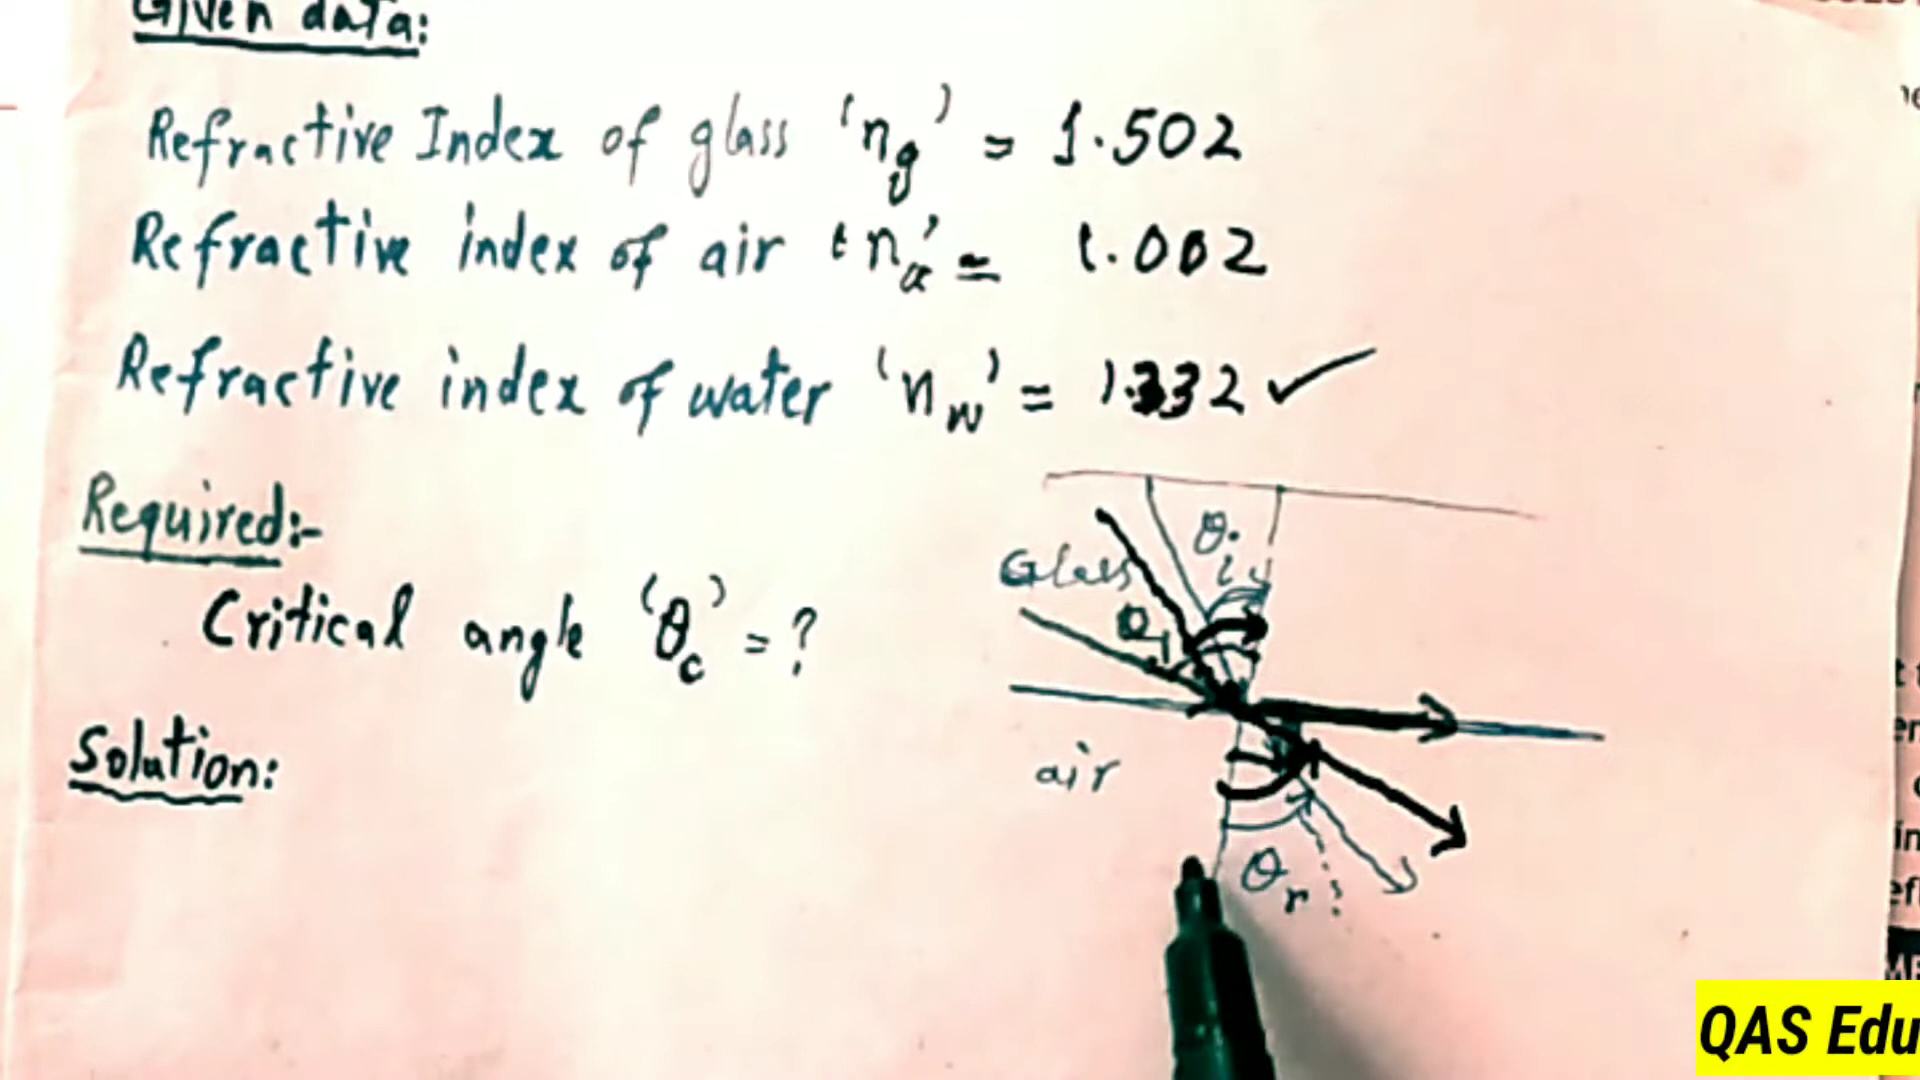 Given data:
Refractive Index of glass 'ng' = 1.502
Refractive index of air 'na' = 1.002
Refractive index of water 'nw' = 1.332 ✓
Required:-
Critical angle 'θc' = ?
Solution:
θi
Glass
θ1
air
θr
QAS Edu